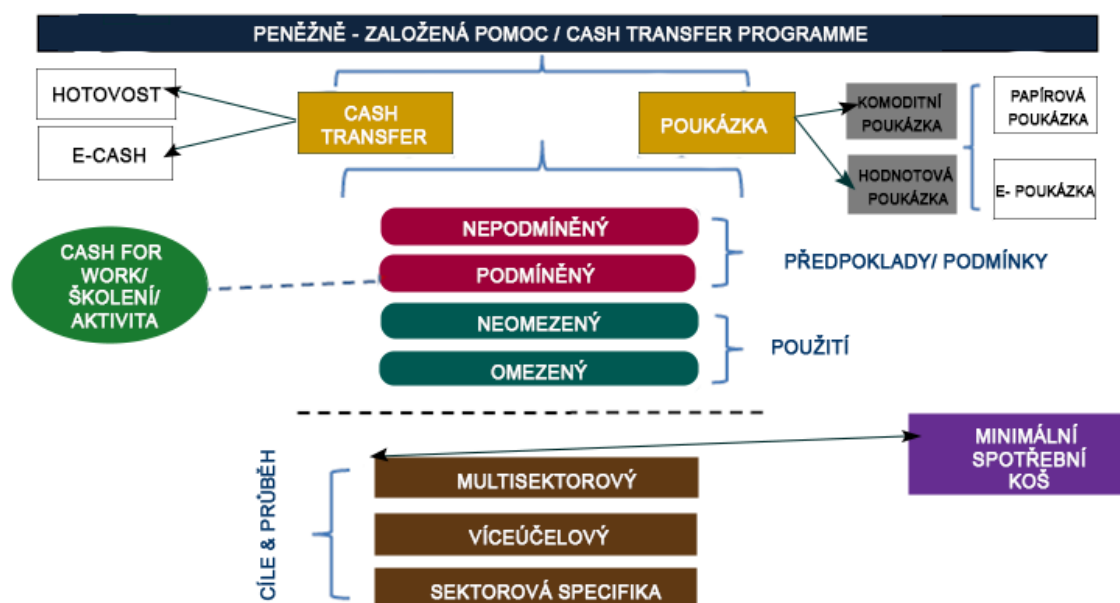 PENĚŽNĚ - ZALOŽENÁ POMOC / CASH TRANSFER PROGRAMME
HOTOVOST
E-CASH
CASH
TRANSFER
POUKÁZKA
KOMODITNÍ
POUKÁZKA
HODNOTOVÁ
POUKÁZKA
PAPÍROVÁ
POUKÁZKA
E- POUKÁZKA
CASH FOR
WORK/
ŠKOLENÍ/
AKTIVITA
NEPODMÍNĚNÝ
PODMÍNĚNÝ
PŘEDPOKLADY/ PODMÍNKY
NEOMEZENÝ
OMEZENÝ
POUŽITÍ
MINIMÁLNÍ
SPOTŘEBNÍ
KOŠ
CÍLE & PRŮBĚH
MULTISEKTOROVÝ
VÍCEÚČELOVÝ
SEKTOROVÁ SPECIFIKA